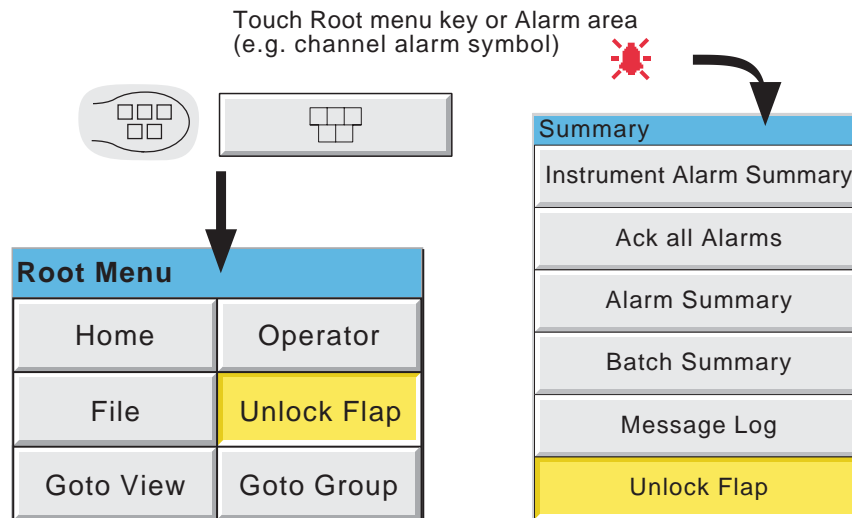 Touch Root menu key or Alarm area
(e.g. channel alarm symbol)
Root Menu
Home
Operator
File
Unlock Flap
Goto View
Goto Group
Summary
Instrument Alarm Summary
Ack all Alarms
Alarm Summary
Batch Summary
Message Log
Unlock Flap